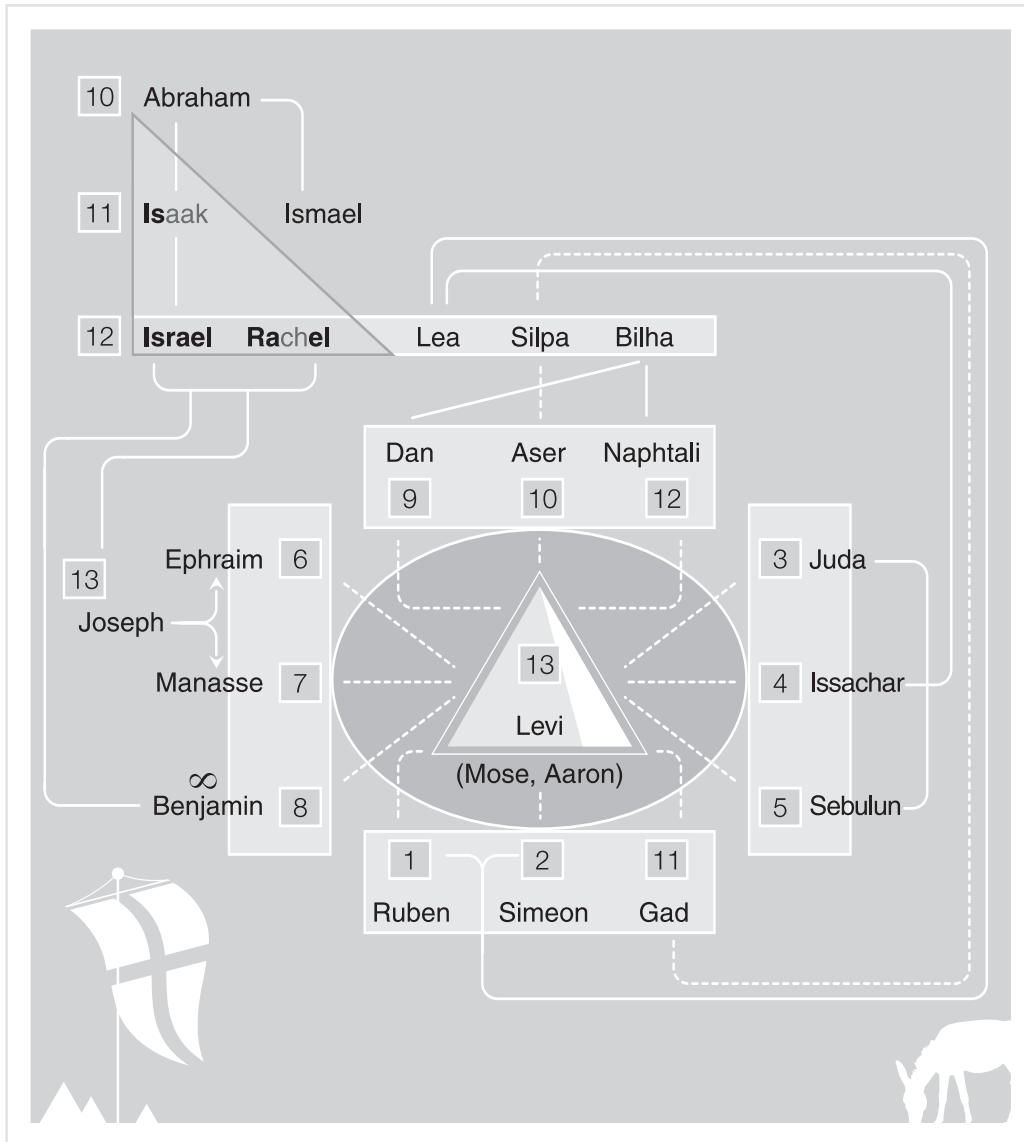 10 Abraham
11 Isaak Ismael
12 Israel Rachel Lea Silpa Bilha
Dan Aser Naphtali
9 10 12
Ephraim 6
3 Juda
13
Joseph
13
Manasse 7
4 Issachar
Levi
(Mose, Aaron)
∞
Benjamin 8
5 Sebulun
1 2 11
Ruben Simeon Gad